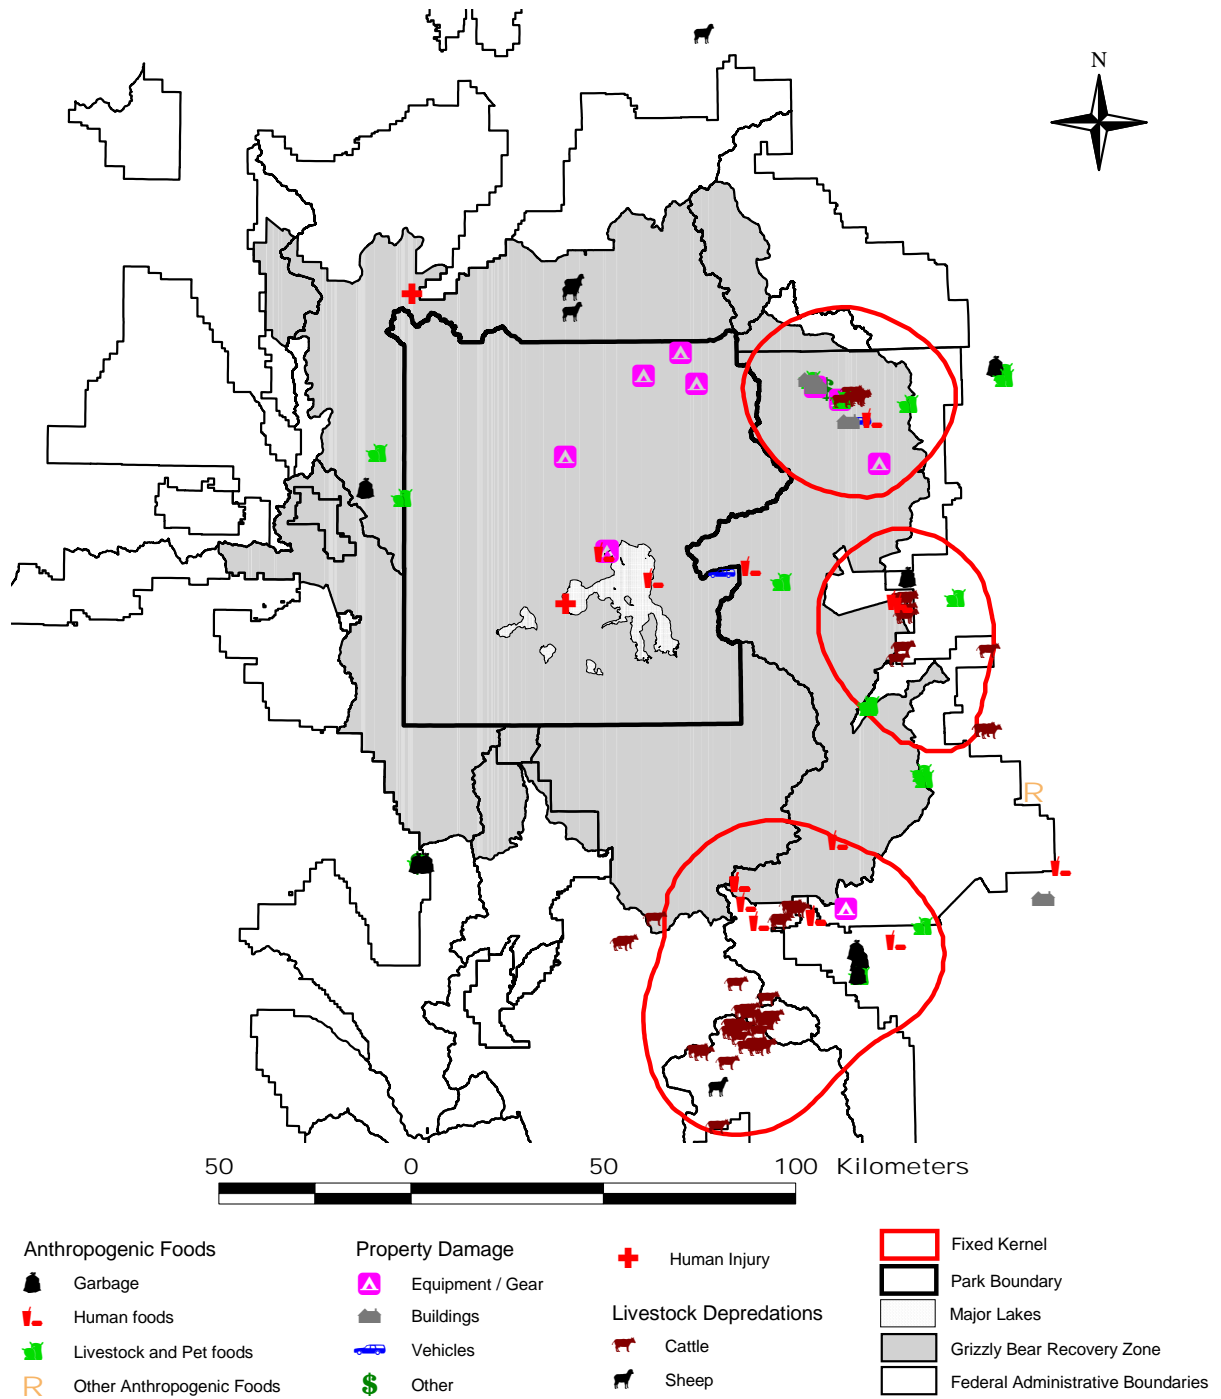 N
R
50 0 50 100 Kilometers
Anthropogenic Foods
Garbage
Human foods
Livestock and Pet foods
R Other Anthropogenic Foods
Property Damage
Equipment / Gear
Buildings
Vehicles
$ Other
Human Injury
Livestock Depredations
Cattle
Sheep
Fixed Kernel
Park Boundary
Major Lakes
Grizzly Bear Recovery Zone
Federal Administrative Boundaries